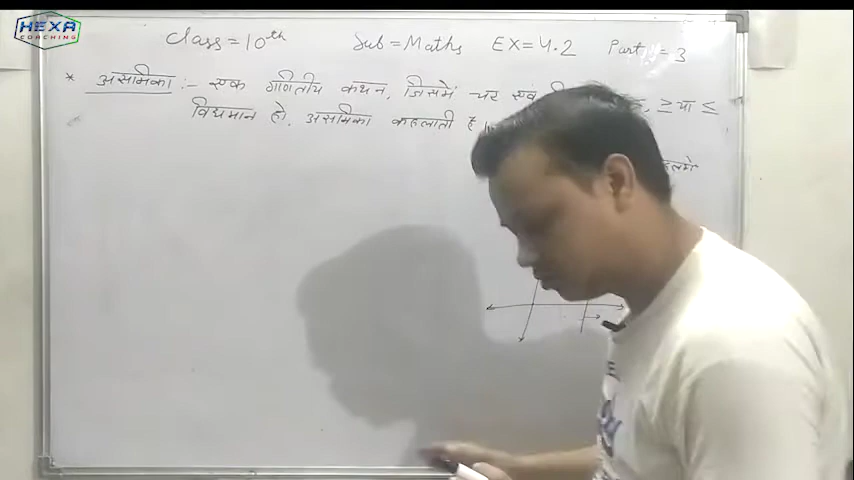 HEXA
COACHING
Class = 10th Sub = Maths EX = 4.2 Part = 3
* असमिका :- एक गणितीय कथन, जिसमें चर एवं ≥ या ≤
विद्यमान हो, असमिका कहलाती है